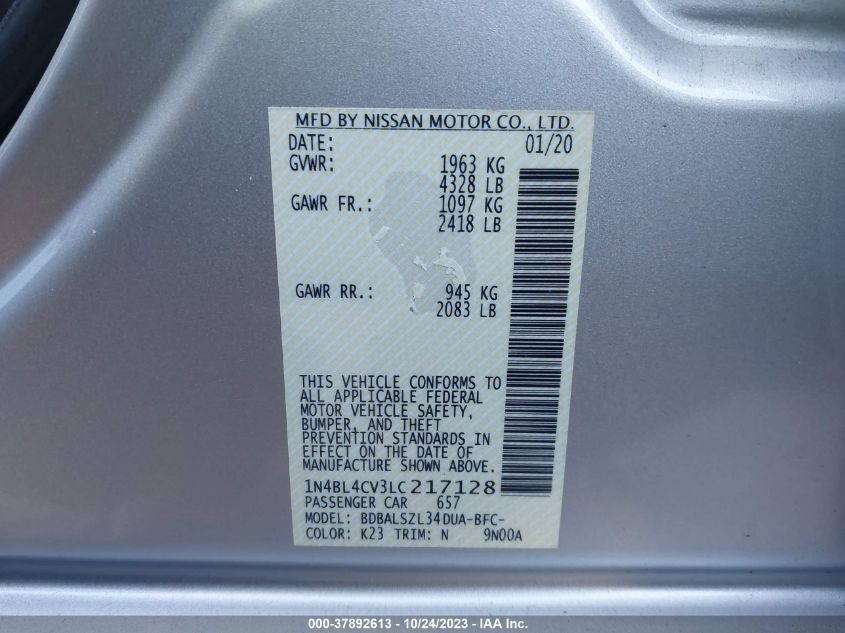 MFD BY NISSAN MOTOR CO., LTD.
DATE: 01/20
GVWR: 1963 KG
4328 LB
GAWR FR.: 1097 KG
2418 LB
GAWR RR.: 945 KG
2083 LB
THIS VEHICLE CONFORMS TO
ALL APPLICABLE FEDERAL
MOTOR VEHICLE SAFETY,
BUMPER, AND THEFT
PREVENTION STANDARDS IN
EFFECT ON THE DATE OF
MANUFACTURE SHOWN ABOVE.
1N4BL4CV3LC217128
PASSENGER CAR 657
MODEL: BDBALSZL34DUA-BFC-
COLOR: K23 TRIM: N 9N00A
000-37892613 - 10/24/2023 - IAA Inc.